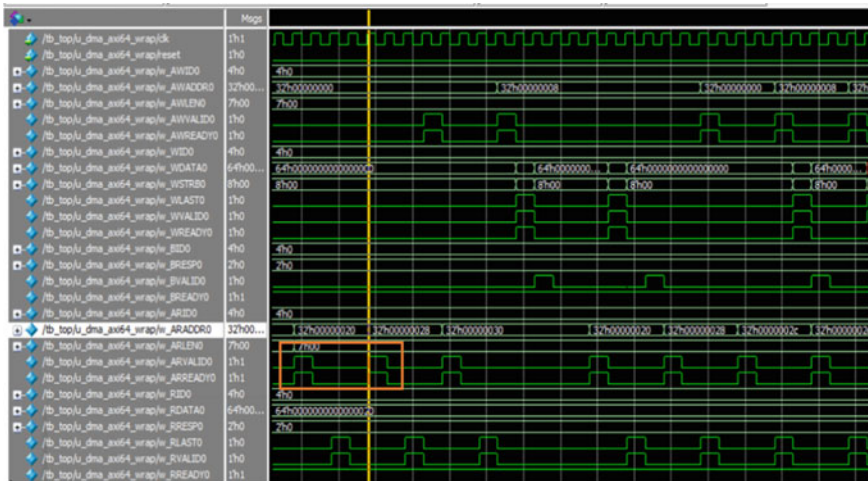 Msgs
/tb_top/u_dma_axi64_wrap/clk 1'h1
/tb_top/u_dma_axi64_wrap/reset 1'h0
/tb_top/u_dma_axi64_wrap/w_AWID0 4'h0 4'h0
/tb_top/u_dma_axi64_wrap/w_AWADDR0 32'h00... 32'h00000000 32'h00000008 32'h00000000 32'h00000008
/tb_top/u_dma_axi64_wrap/w_AWLEN0 7'h00 7'h00
/tb_top/u_dma_axi64_wrap/w_AWVALID0 1'h0
/tb_top/u_dma_axi64_wrap/w_AWREADY0 1'h0
/tb_top/u_dma_axi64_wrap/w_WID0 4'h0 4'h0
/tb_top/u_dma_axi64_wrap/w_WDATA0 64'h00... 64'h0000000... 64'h0000000000000000 64'h0000...
/tb_top/u_dma_axi64_wrap/w_WSTRB0 8'h00 8'h00 8'h00 8'h00 8'h00
/tb_top/u_dma_axi64_wrap/w_WLAST0 1'h0
/tb_top/u_dma_axi64_wrap/w_WVALID0 1'h0
/tb_top/u_dma_axi64_wrap/w_WREADY0 1'h0
/tb_top/u_dma_axi64_wrap/w_BID0 4'h0 4'h0
/tb_top/u_dma_axi64_wrap/w_BRESP0 2'h0 2'h0
/tb_top/u_dma_axi64_wrap/w_BVALID0 1'h0
/tb_top/u_dma_axi64_wrap/w_BREADY0 1'h1
/tb_top/u_dma_axi64_wrap/w_ARID0 4'h0 4'h0
/tb_top/u_dma_axi64_wrap/w_ARADDR0 32'h00... 32'h00000020 32'h00000028 32'h00000030 32'h00000020 32'h00000028 32'h0000002c
/tb_top/u_dma_axi64_wrap/w_ARLEN0 7'h00 7'h00
/tb_top/u_dma_axi64_wrap/w_ARVALID0 1'h1
/tb_top/u_dma_axi64_wrap/w_ARREADY0 1'h1
/tb_top/u_dma_axi64_wrap/w_RID0 4'h0 4'h0
/tb_top/u_dma_axi64_wrap/w_RDATA0 64'h00...
/tb_top/u_dma_axi64_wrap/w_RRESP0 2'h0 2'h0
/tb_top/u_dma_axi64_wrap/w_RLAST0 1'h0
/tb_top/u_dma_axi64_wrap/w_RVALID0 1'h0
/tb_top/u_dma_axi64_wrap/w_RREADY0 1'h1